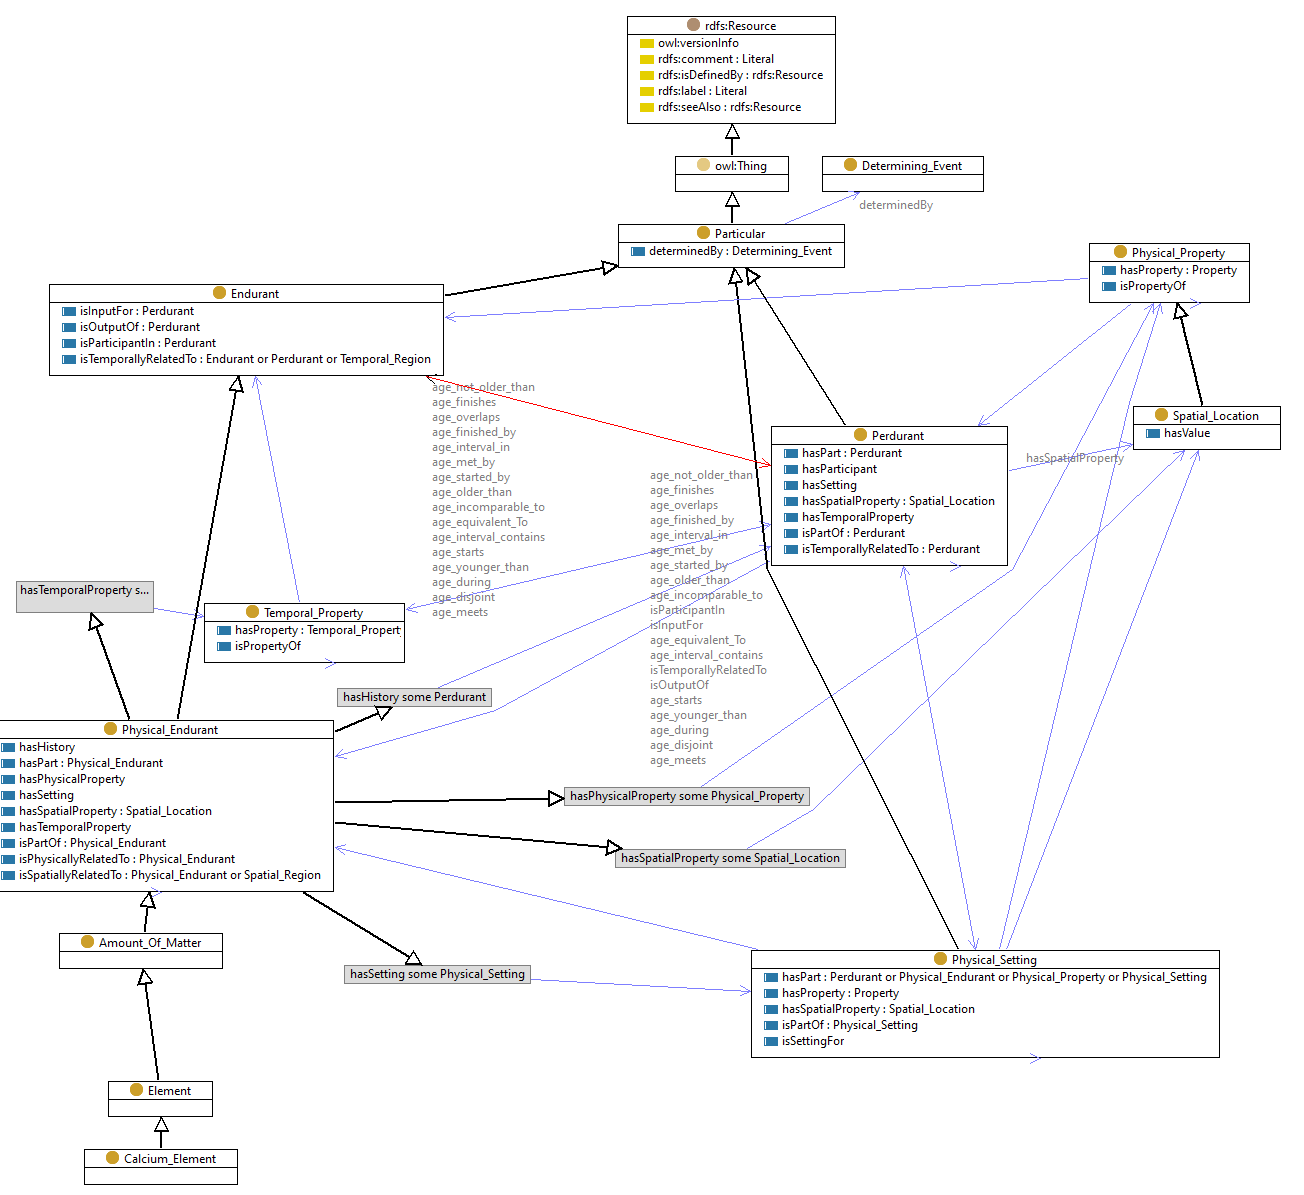 rdfs:Resource
owl:versionInfo
rdfs:comment : Literal
rdfs:isDefinedBy : rdfs:Resource
rdfs:label : Literal
rdfs:seeAlso : rdfs:Resource
owl:Thing
Determining_Event
determinedBy
Particular
determinedBy : Determining_Event
Physical_Property
hasProperty : Property
isPropertyOf
Endurant
isInputFor : Perdurant
isOutputOf : Perdurant
isParticipantIn : Perdurant
isTemporallyRelatedTo : Endurant or Perdurant or Temporal_Region
age_not_older_than
age_finishes
age_overlaps
age_finished_by
age_interval_in
age_met_by
age_started_by
age_older_than
age_incomparable_to
age_equivalent_To
age_interval_contains
age_starts
age_younger_than
age_during
age_disjoint
age_meets
Spatial_Location
hasValue
Perdurant
hasPart : Perdurant
hasParticipant
hasSetting
hasSpatialProperty : Spatial_Location
hasTemporalProperty
isPartOf : Perdurant
isTemporallyRelatedTo : Perdurant
hasSpatialProperty
age_not_older_than
age_finishes
age_overlaps
age_finished_by
age_interval_in
age_met_by
age_started_by
age_older_than
age_incomparable_to
isParticipantIn
isInputFor
age_equivalent_To
age_interval_contains
isTemporallyRelatedTo
isOutputOf
age_starts
age_younger_than
age_during
age_disjoint
age_meets
hasTemporalProperty s...
Temporal_Property
hasProperty : Temporal_Propert
isPropertyOf
hasHistory some Perdurant
Physical_Endurant
hasHistory
hasPart : Physical_Endurant
hasPhysicalProperty
hasSetting
hasSpatialProperty : Spatial_Location
hasTemporalProperty
isPartOf : Physical_Endurant
isPhysicallyRelatedTo : Physical_Endurant
isSpatiallyRelatedTo : Physical_Endurant or Spatial_Region
hasPhysicalProperty some Physical_Property
hasSpatialProperty some Spatial_Location
Amount_Of_Matter
hasSetting some Physical_Setting
Physical_Setting
hasPart : Perdurant or Physical_Endurant or Physical_Property or Physical_Setting
hasProperty : Property
hasSpatialProperty : Spatial_Location
isPartOf : Physical_Setting
isSettingFor
Element
Calcium_Element